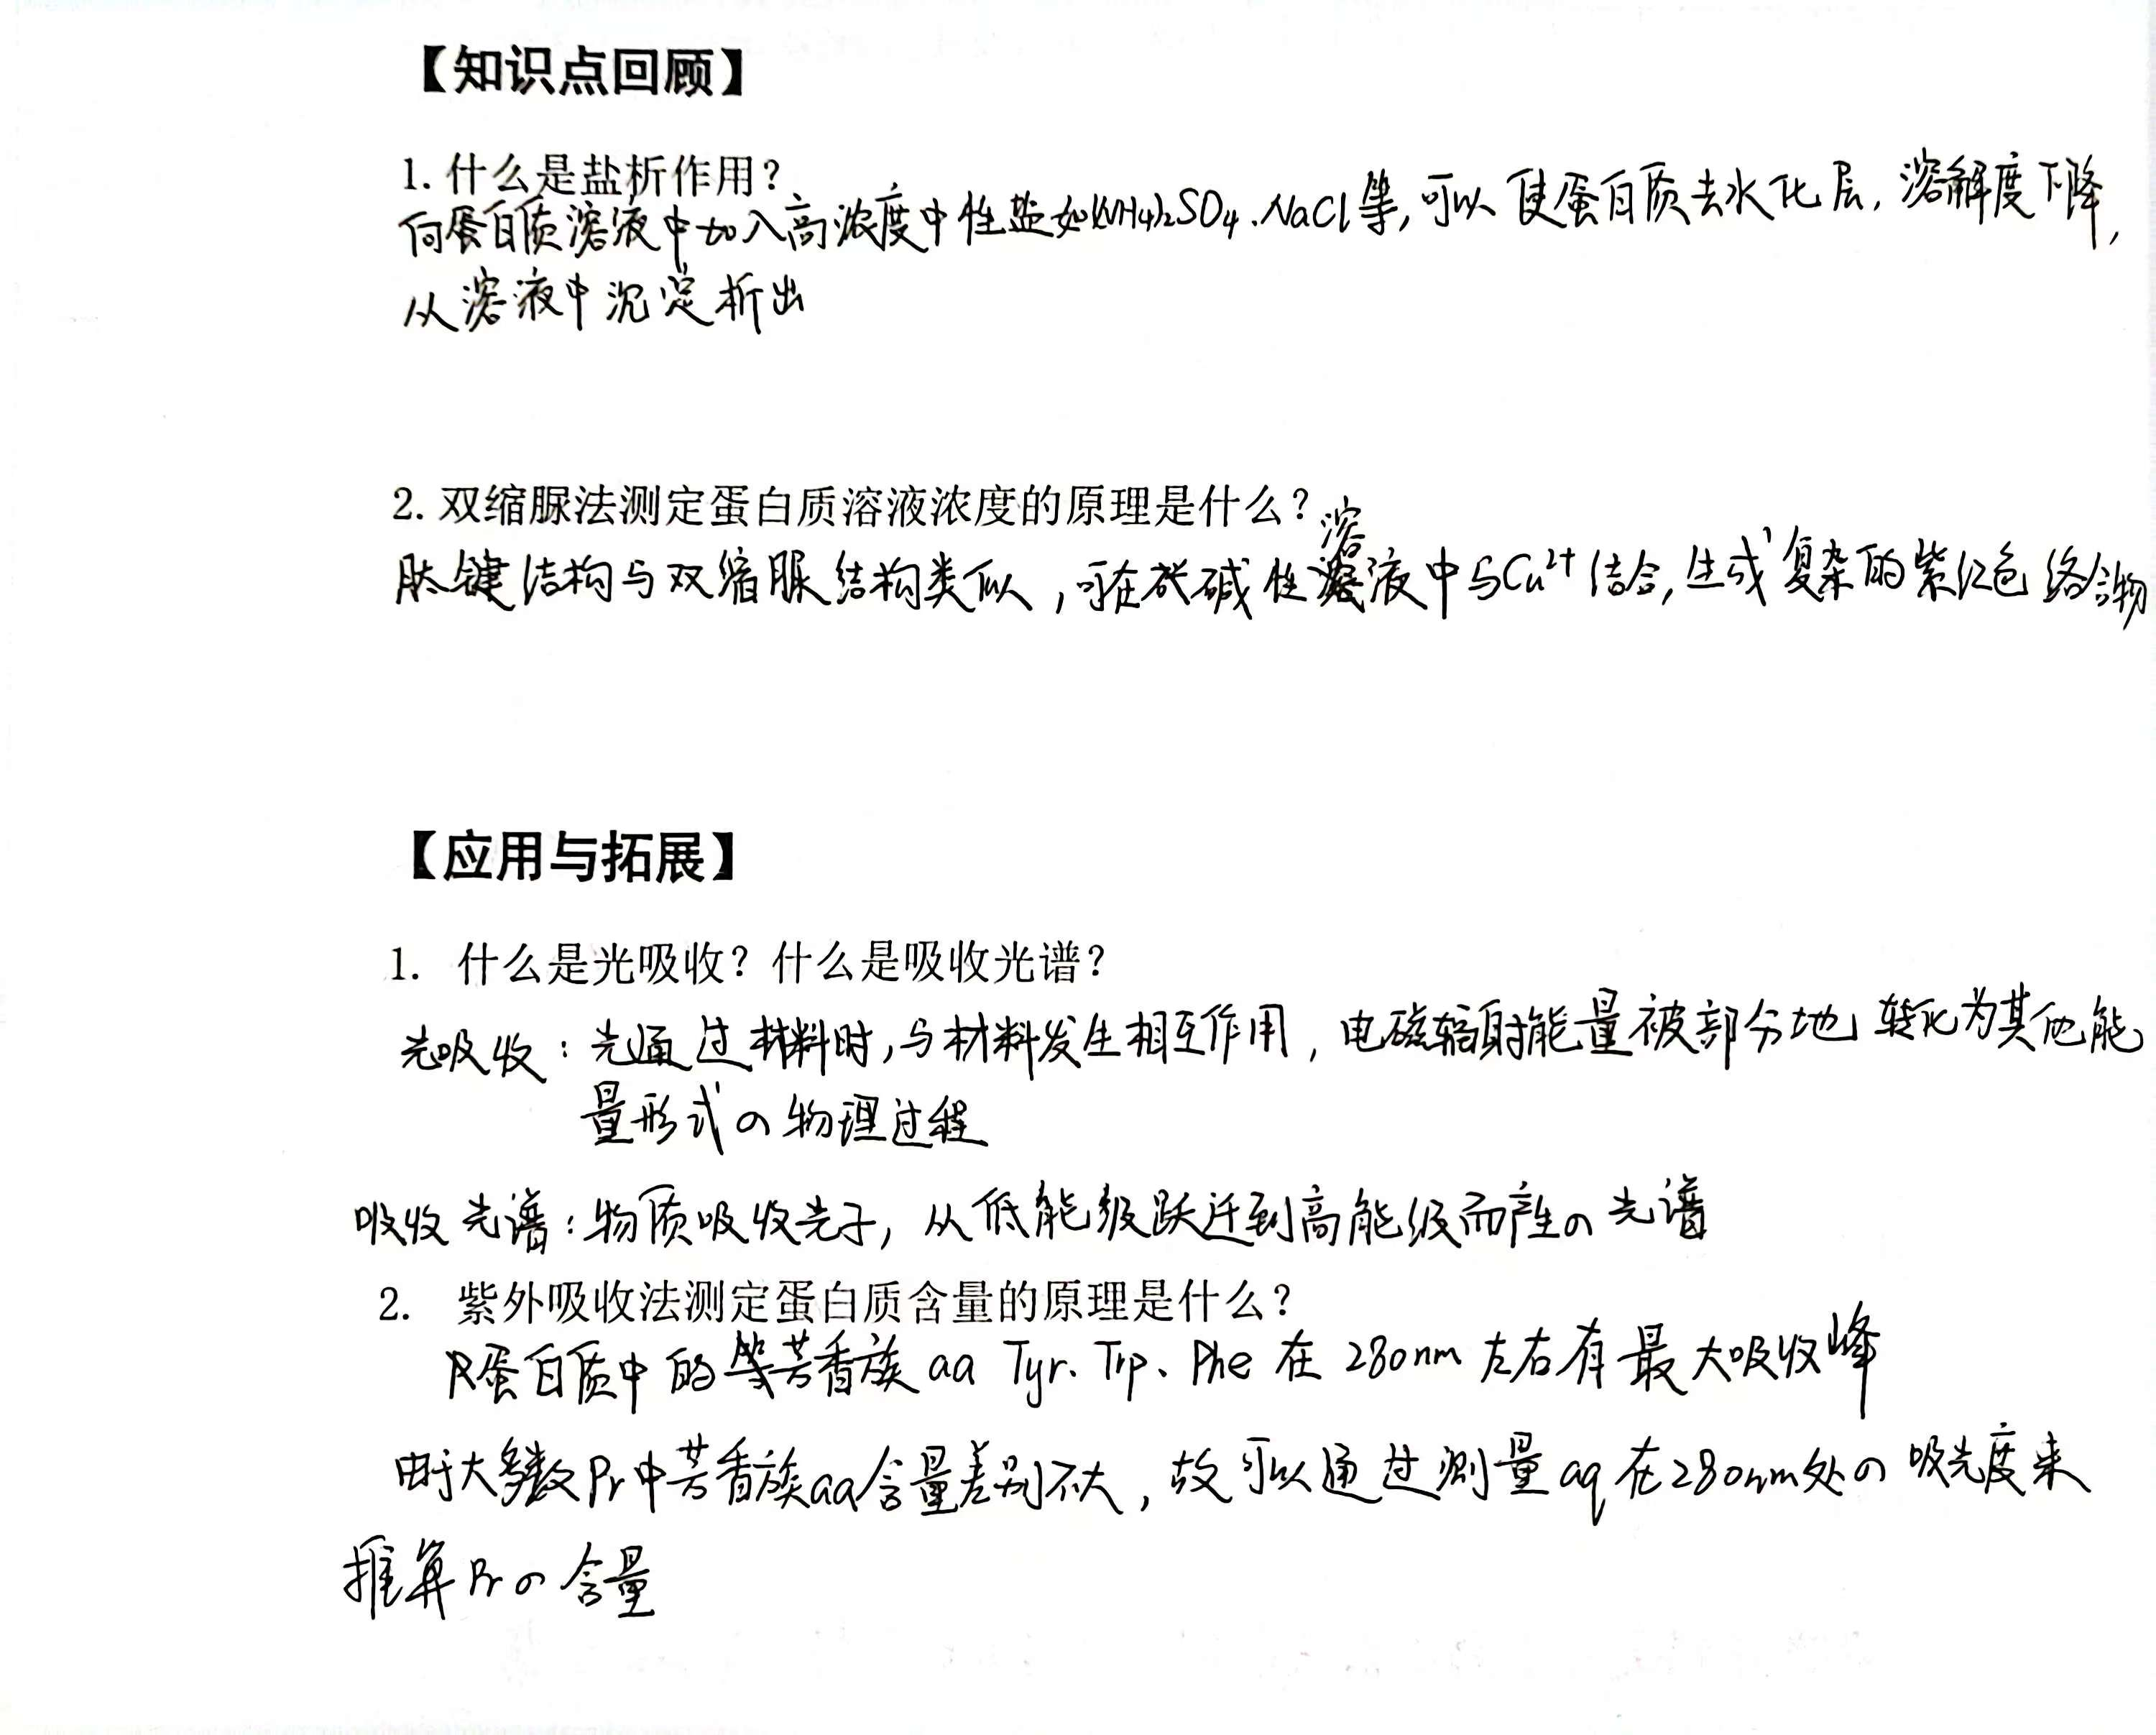 【知识点回顾】
1. 什么是盐析作用？
向蛋白质溶液中加入高浓度中性盐如(NH4)2SO4、NaCl等,可以使蛋白质去水化层,溶解度下降,
从溶液中沉淀析出
2. 双缩脲法测定蛋白质溶液浓度的原理是什么？
溶
肽键结构与双缩脲结构类似,可在碱性液中与Cu²⁺结合,生成复杂的紫红色络合物
【应用与拓展】
1. 什么是光吸收？什么是吸收光谱？
光吸收：光通过材料时,与材料发生相互作用,电磁辐射能量被部分地转化为其他能
量形式の物理过程
吸收光谱：物质吸收光子,从低能级跃迁到高能级而产生の光谱
2. 紫外吸收法测定蛋白质含量的原理是什么？
蛋白质中的芳香族aa Tyr、Trp、Phe在280nm左右有最大吸收峰
由于大多数Pr中芳香族aa含量差别不大,故可以通过测量aq在280nm处の吸光度来
推算Prの含量